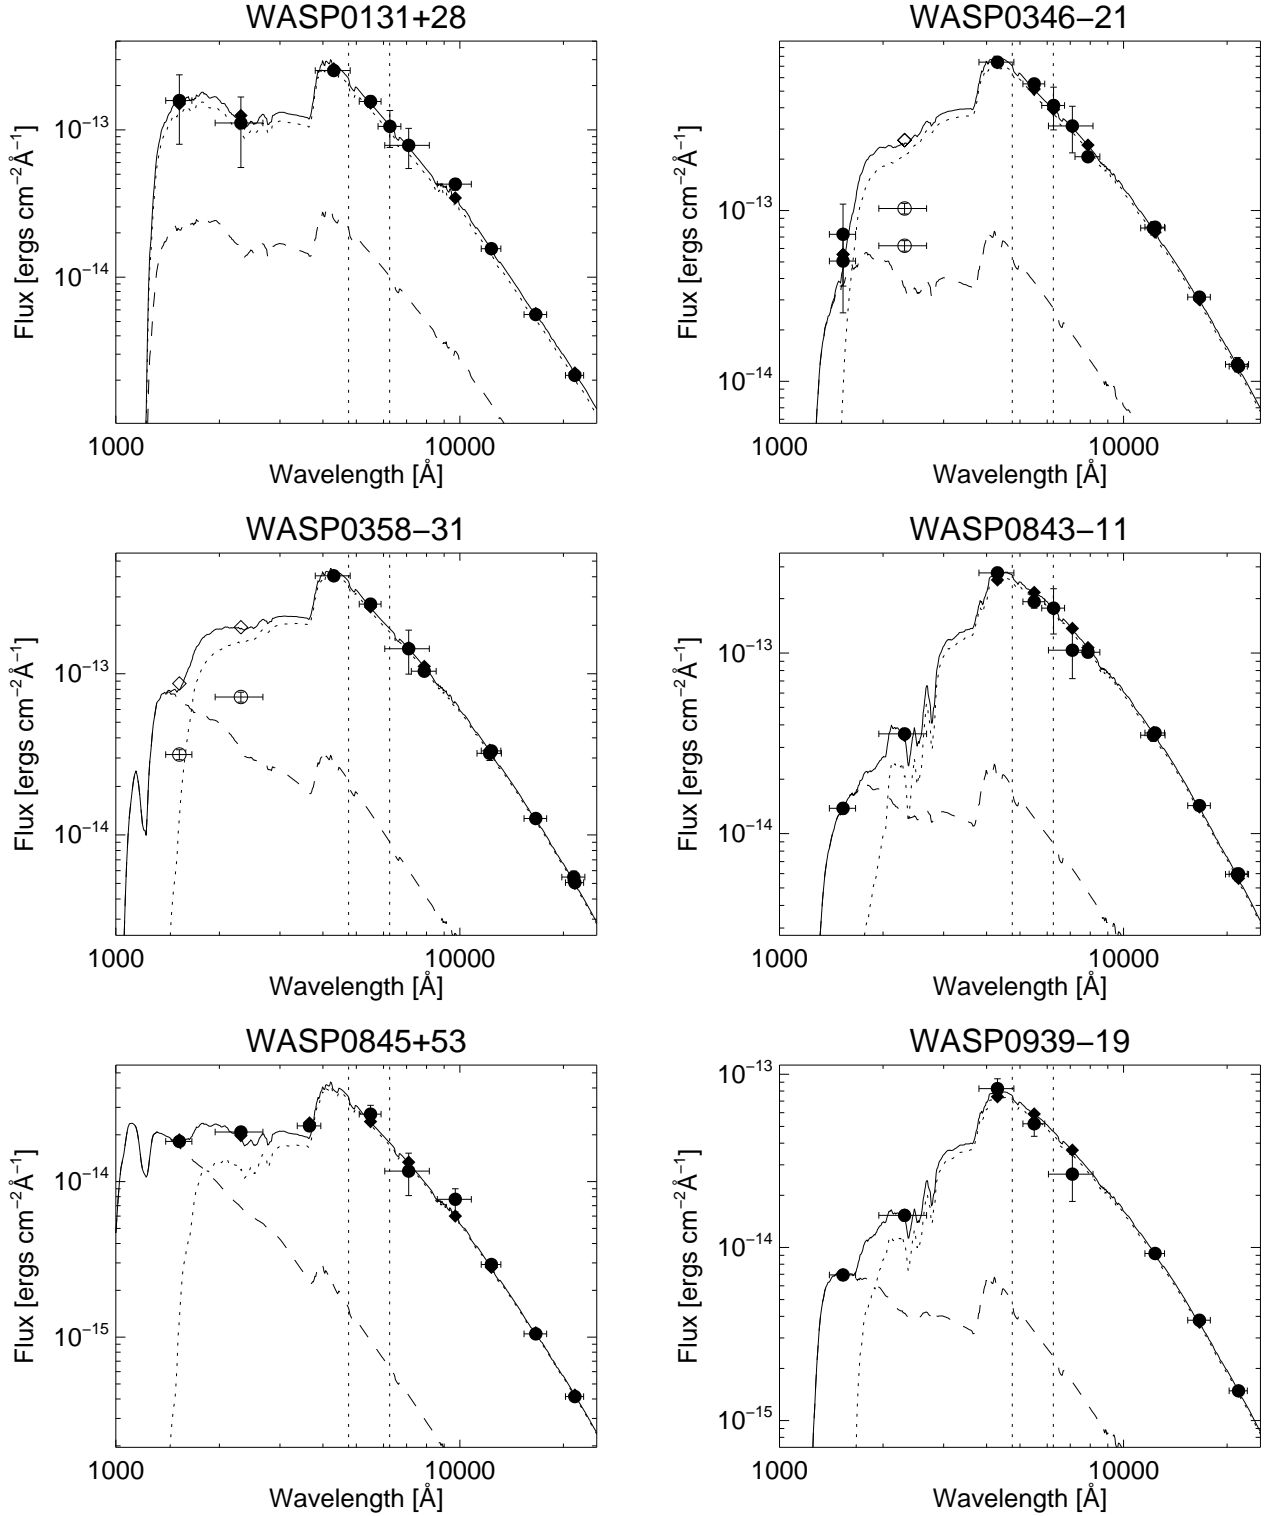 WASP0131+28
Flux [ergs cm−2Å−1]
10−13
10−14
1000
10000
Wavelength [Å]
WASP0346−21
Flux [ergs cm−2Å−1]
10−13
10−14
1000
10000
Wavelength [Å]
WASP0358−31
Flux [ergs cm−2Å−1]
10−13
10−14
1000
10000
Wavelength [Å]
WASP0843−11
Flux [ergs cm−2Å−1]
10−13
10−14
1000
10000
Wavelength [Å]
WASP0845+53
Flux [ergs cm−2Å−1]
10−14
10−15
1000
10000
Wavelength [Å]
WASP0939−19
Flux [ergs cm−2Å−1]
10−13
10−14
10−15
1000
10000
Wavelength [Å]